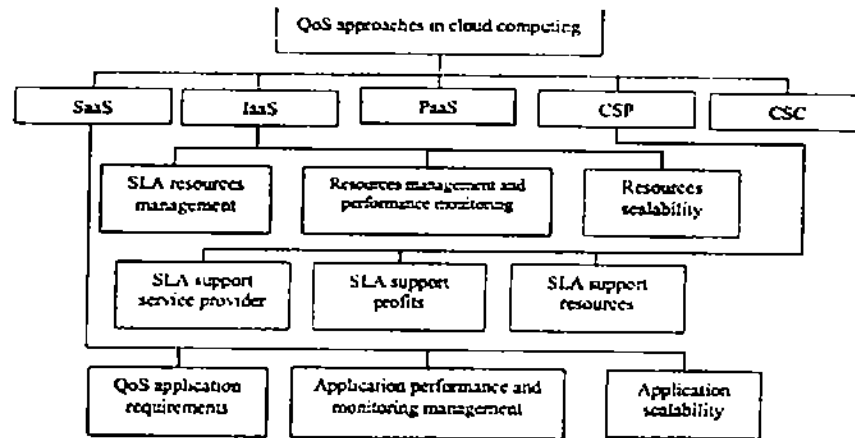 QoS approaches in cloud computing
SaaS
IaaS
PaaS
CSP
CSC
SLA resources
management
Resources management and
performance monitoring
Resources
scalability
SLA support
service provider
SLA support
profits
SLA support
resources
QoS application
requirements
Application performance and
monitoring management
Application
scalability